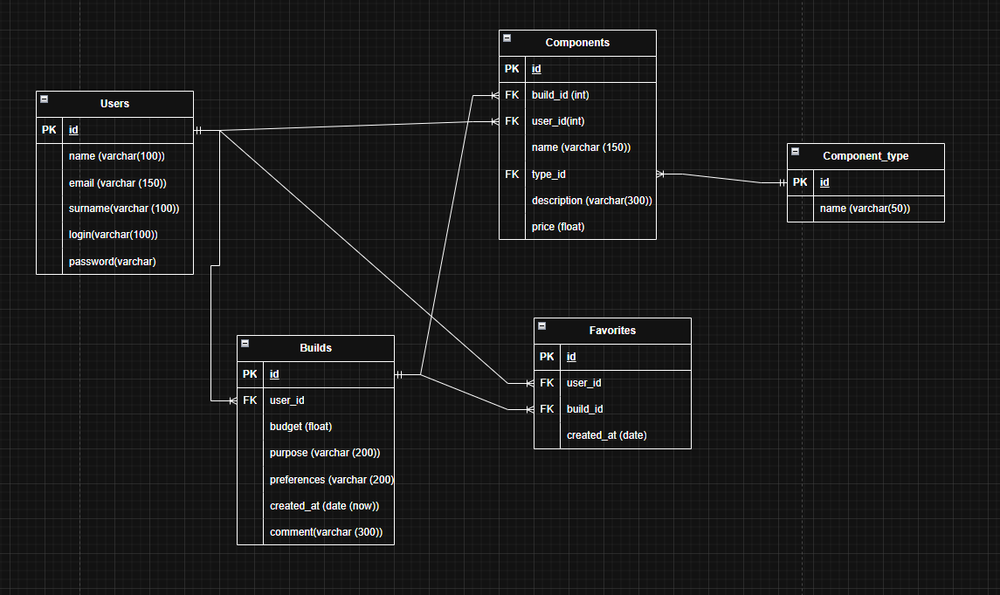 Users
PK id
name (varchar(100))
email (varchar (150))
surname(varchar (100))
login(varchar(100))
password(varchar)
Components
PK id
FK build_id (int)
FK user_id(int)
name (varchar (150))
FK type_id
description (varchar(300))
price (float)
Component_type
PK id
name (varchar(50))
Builds
PK id
FK user_id
budget (float)
purpose (varchar (200))
preferences (varchar (200)
created_at (date (now))
comment(varchar (300))
Favorites
PK id
FK user_id
FK build_id
created_at (date)